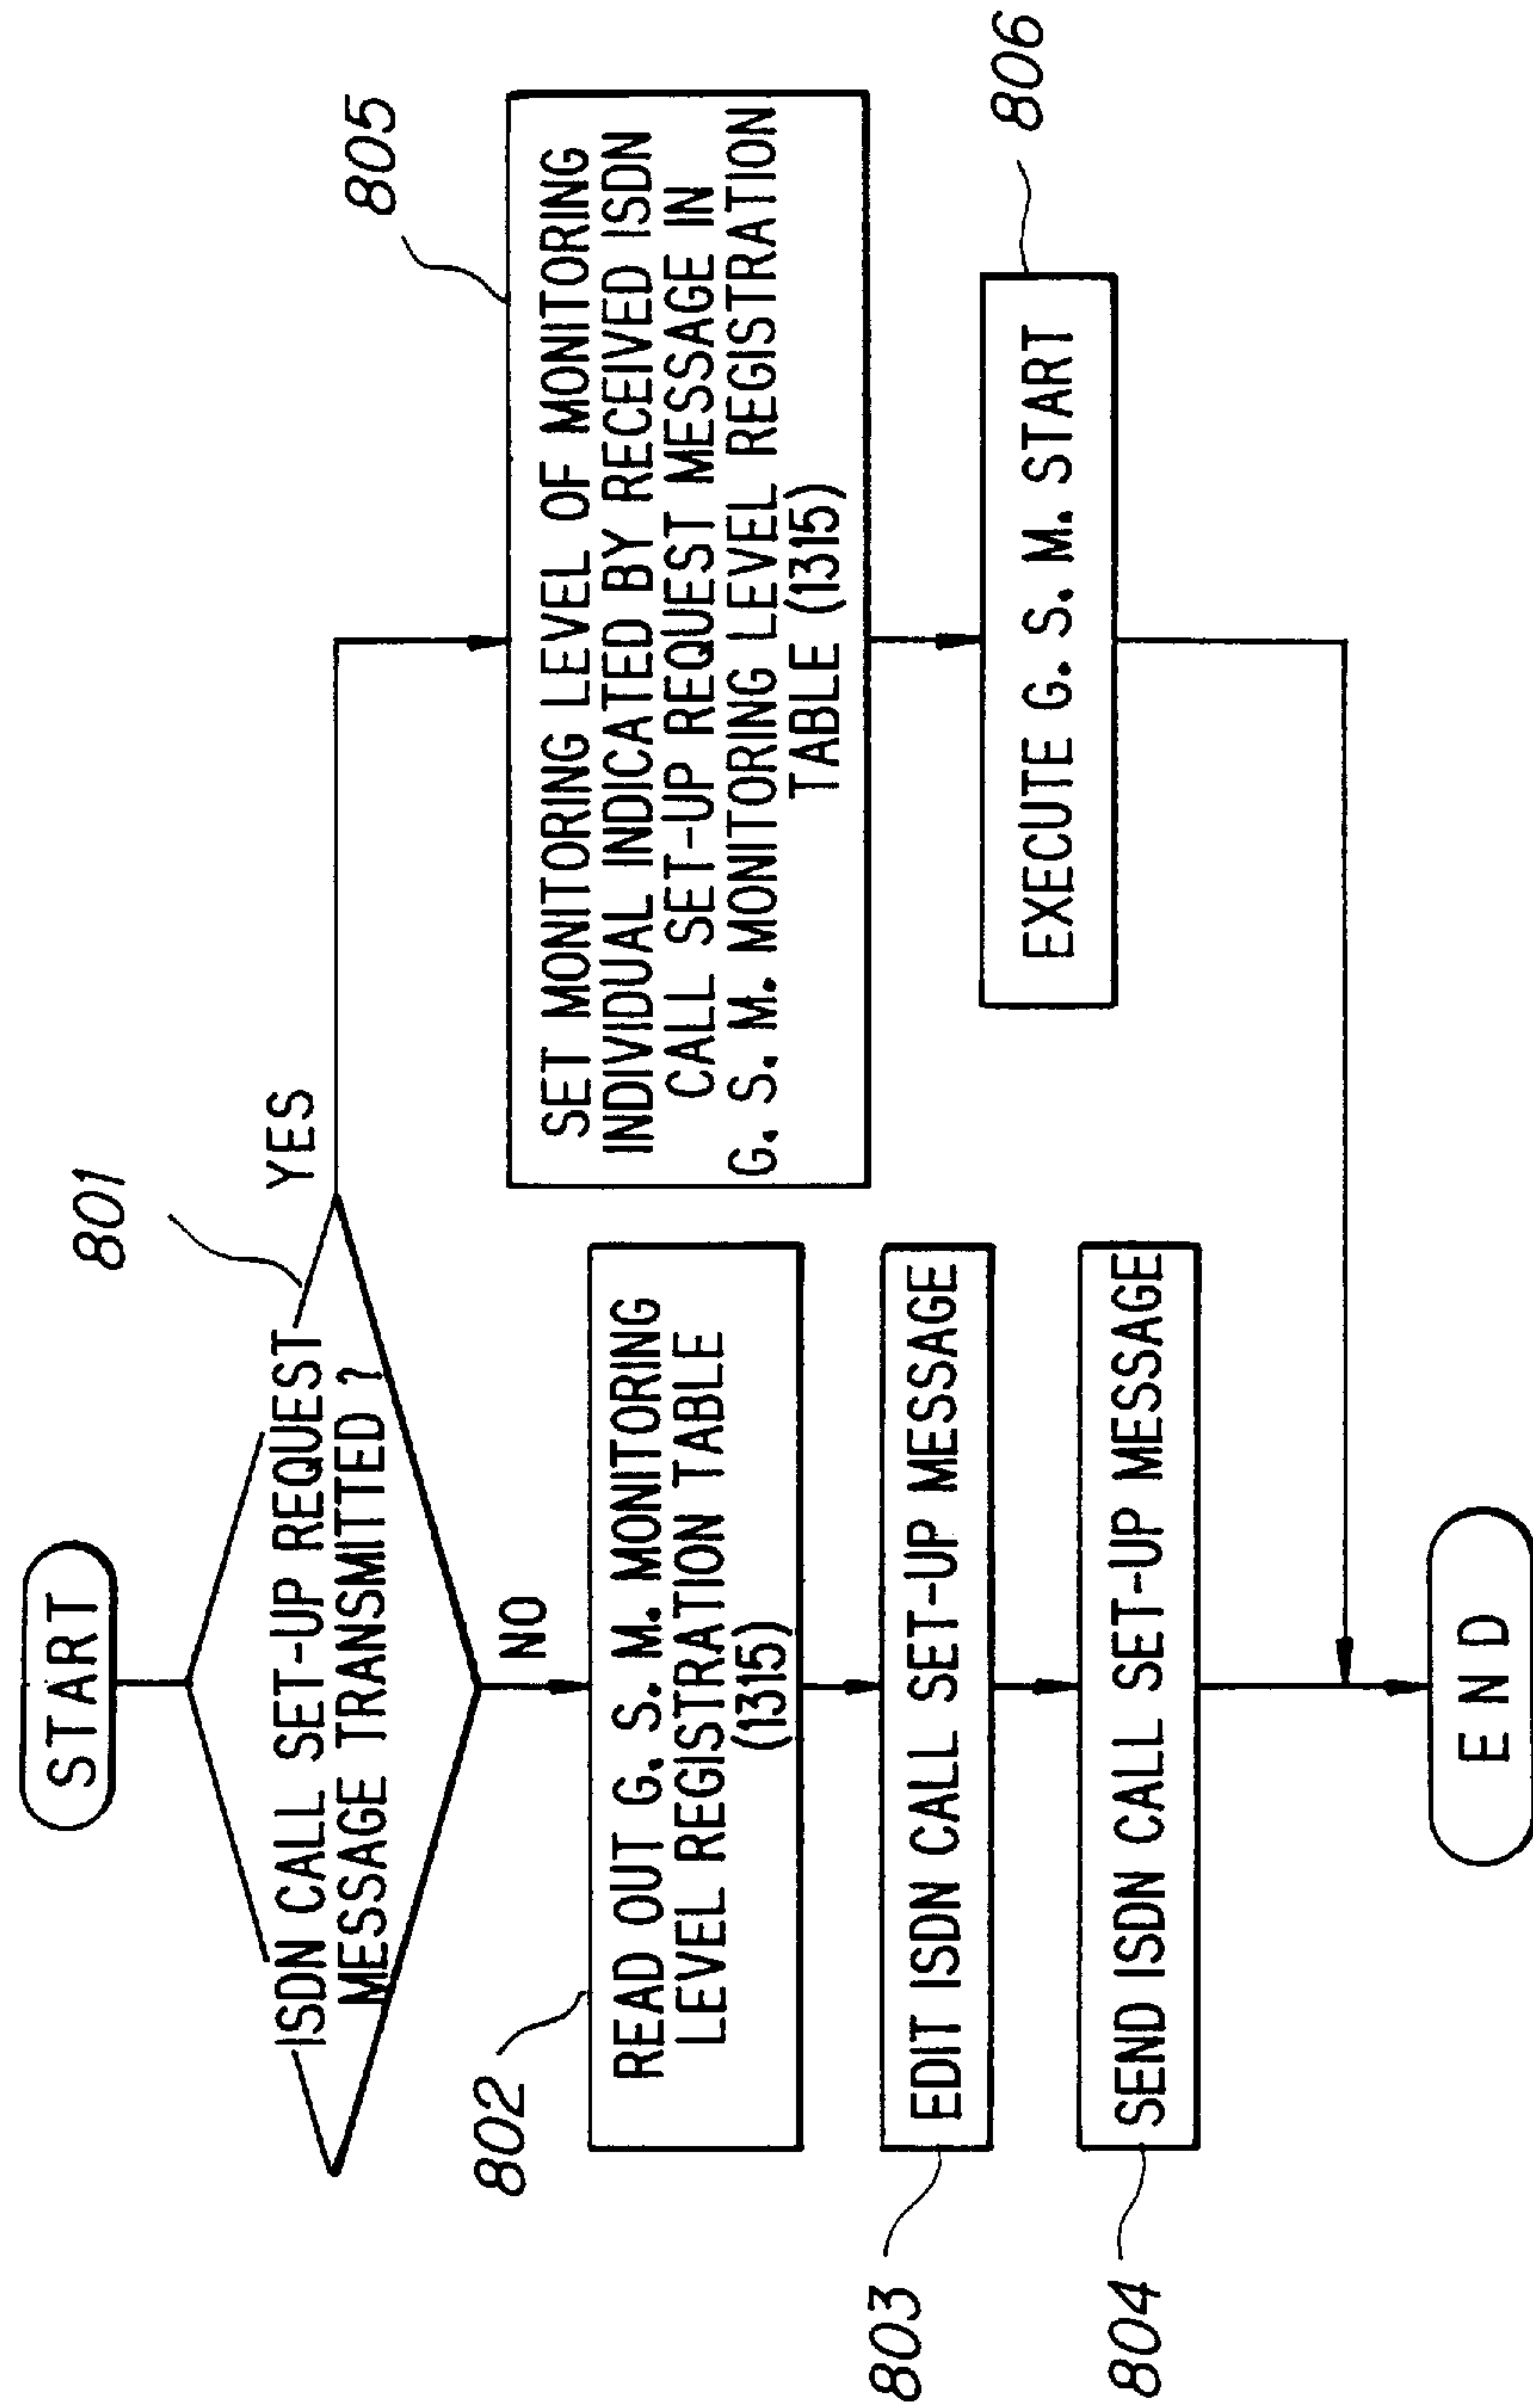 START
801
ISDN CALL SET-UP REQUEST
MESSAGE TRANSMITTED ?
YES
NO
802
READ OUT G. S. M. MONITORING
LEVEL REGISTRATION TABLE
(1315)
803
EDIT ISDN CALL SET-UP MESSAGE
804
SEND ISDN CALL SET-UP MESSAGE
805
SET MONITORING LEVEL OF MONITORING
INDIVIDUAL INDICATED BY RECEIVED ISDN
CALL SET-UP REQUEST MESSAGE IN
G. S. M. MONITORING LEVEL REGISTRATION
TABLE (1315)
806
EXECUTE G. S. M. START
END